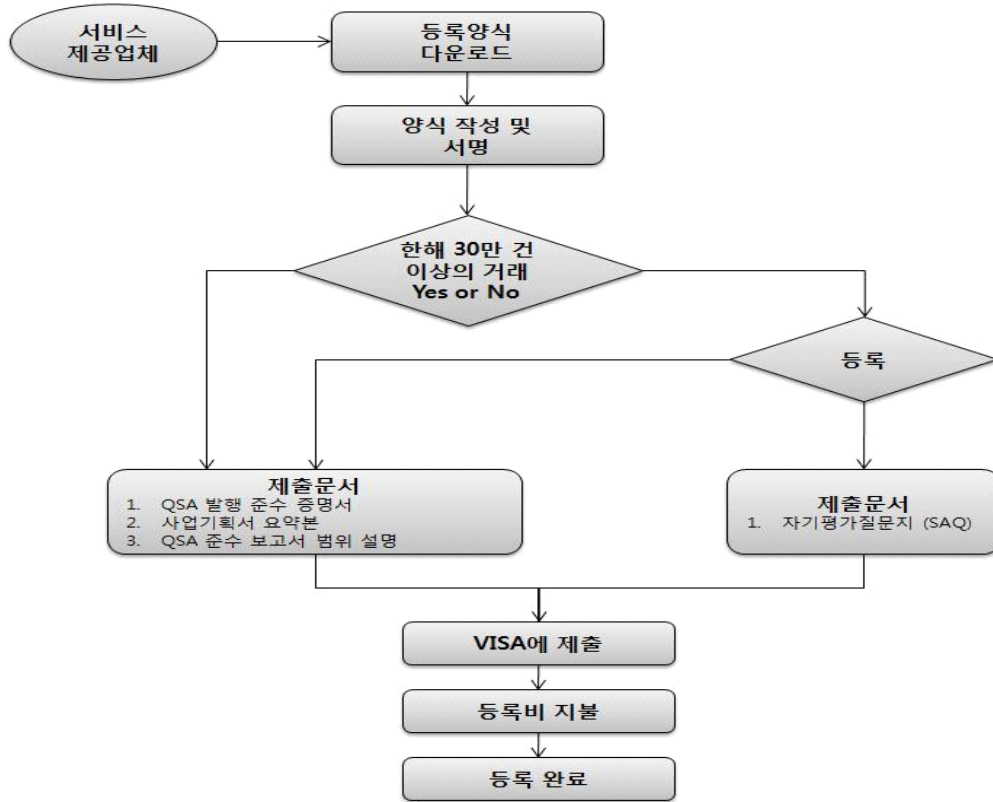 서비스
제공업체
등록양식
다운로드
양식 작성 및
서명
한해 30만 건
이상의 거래
Yes or No
등록
제출문서
1. QSA 발행 준수 증명서
2. 사업기획서 요약본
3. QSA 준수 보고서 범위 설명
제출문서
1. 자기평가질문지 (SAQ)
VISA에 제출
등록비 지불
등록 완료